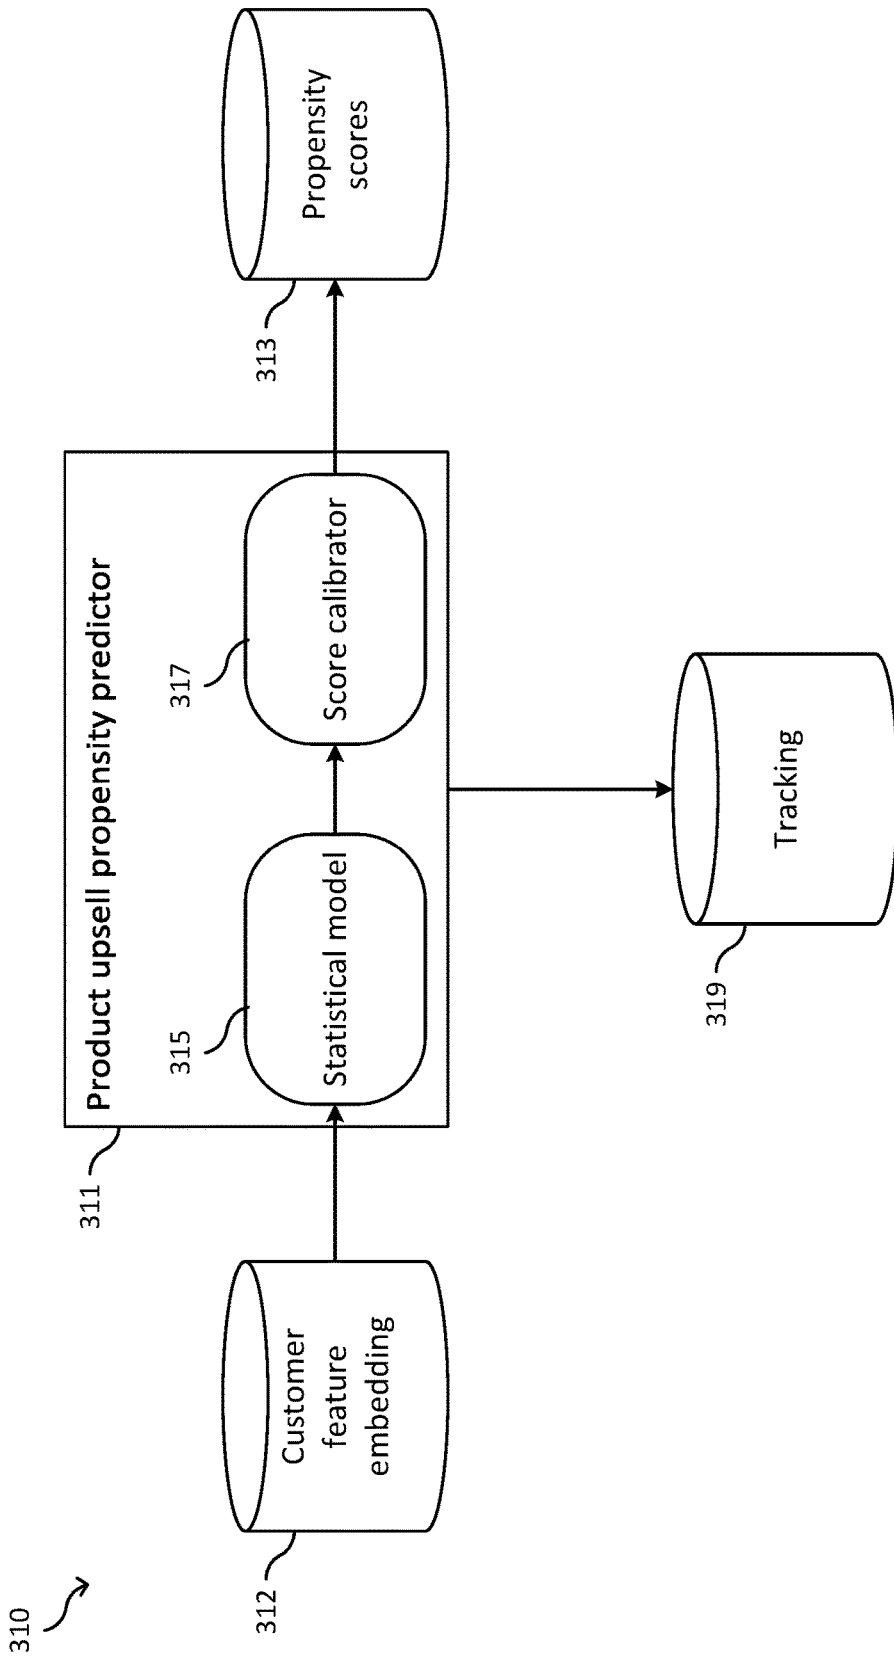 310
Product upsell propensity predictor
311
315
317
312
313
Customer
feature
embedding
Statistical model
Score calibrator
Propensity
scores
319
Tracking